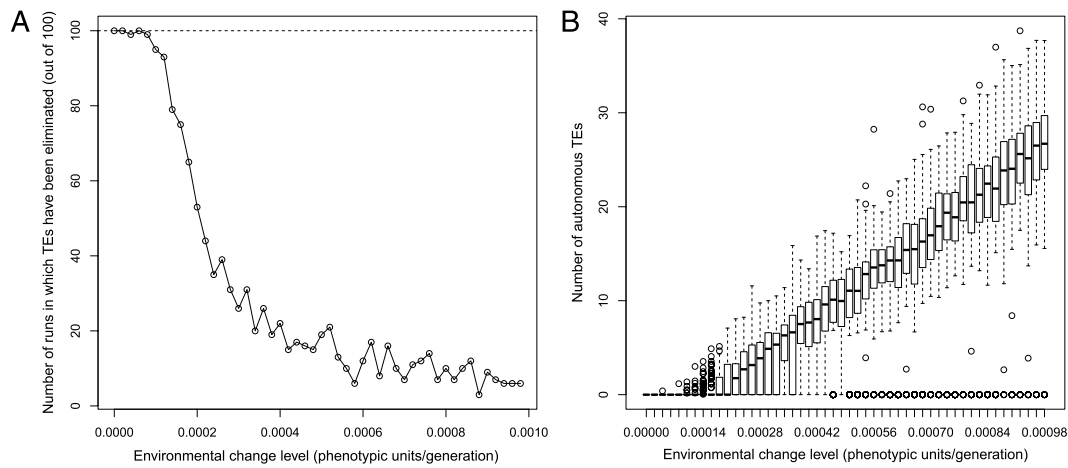 A
Number of runs in which TEs have been eliminated (out of 100)
100
80
60
40
20
0
0.0000 0.0002 0.0004 0.0006 0.0008 0.0010
Environmental change level (phenotypic units/generation)
B
Number of autonomous TEs
40
30
20
10
0
0.00000 0.00014 0.00028 0.00042 0.00056 0.00070 0.00084 0.00098
Environmental change level (phenotypic units/generation)